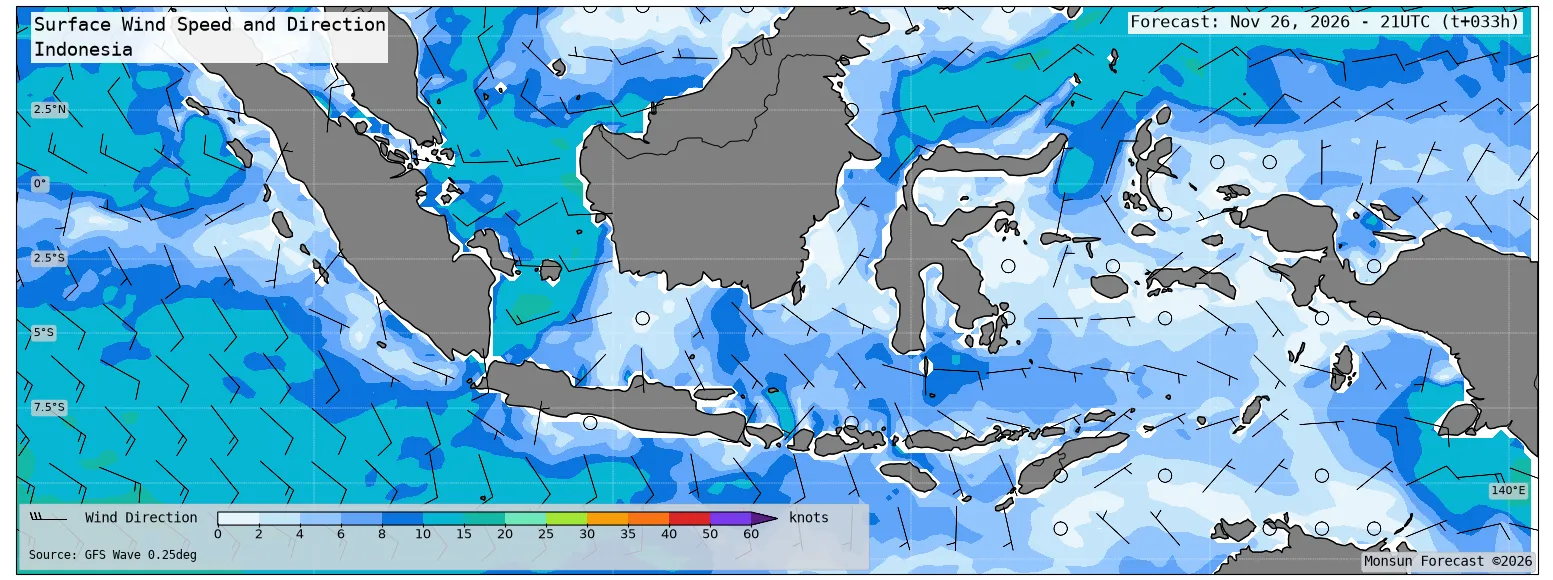 Surface Wind Speed and Direction
Indonesia
Forecast: Nov 26, 2026 - 21UTC (t+033h)
2.5°N
0°
2.5°S
5°S
7.5°S
140°E
Wind Direction
knots
0 2 4 6 8 10 15 20 25 30 35 40 50 60
Source: GFS Wave 0.25deg
Monsun Forecast ©2026